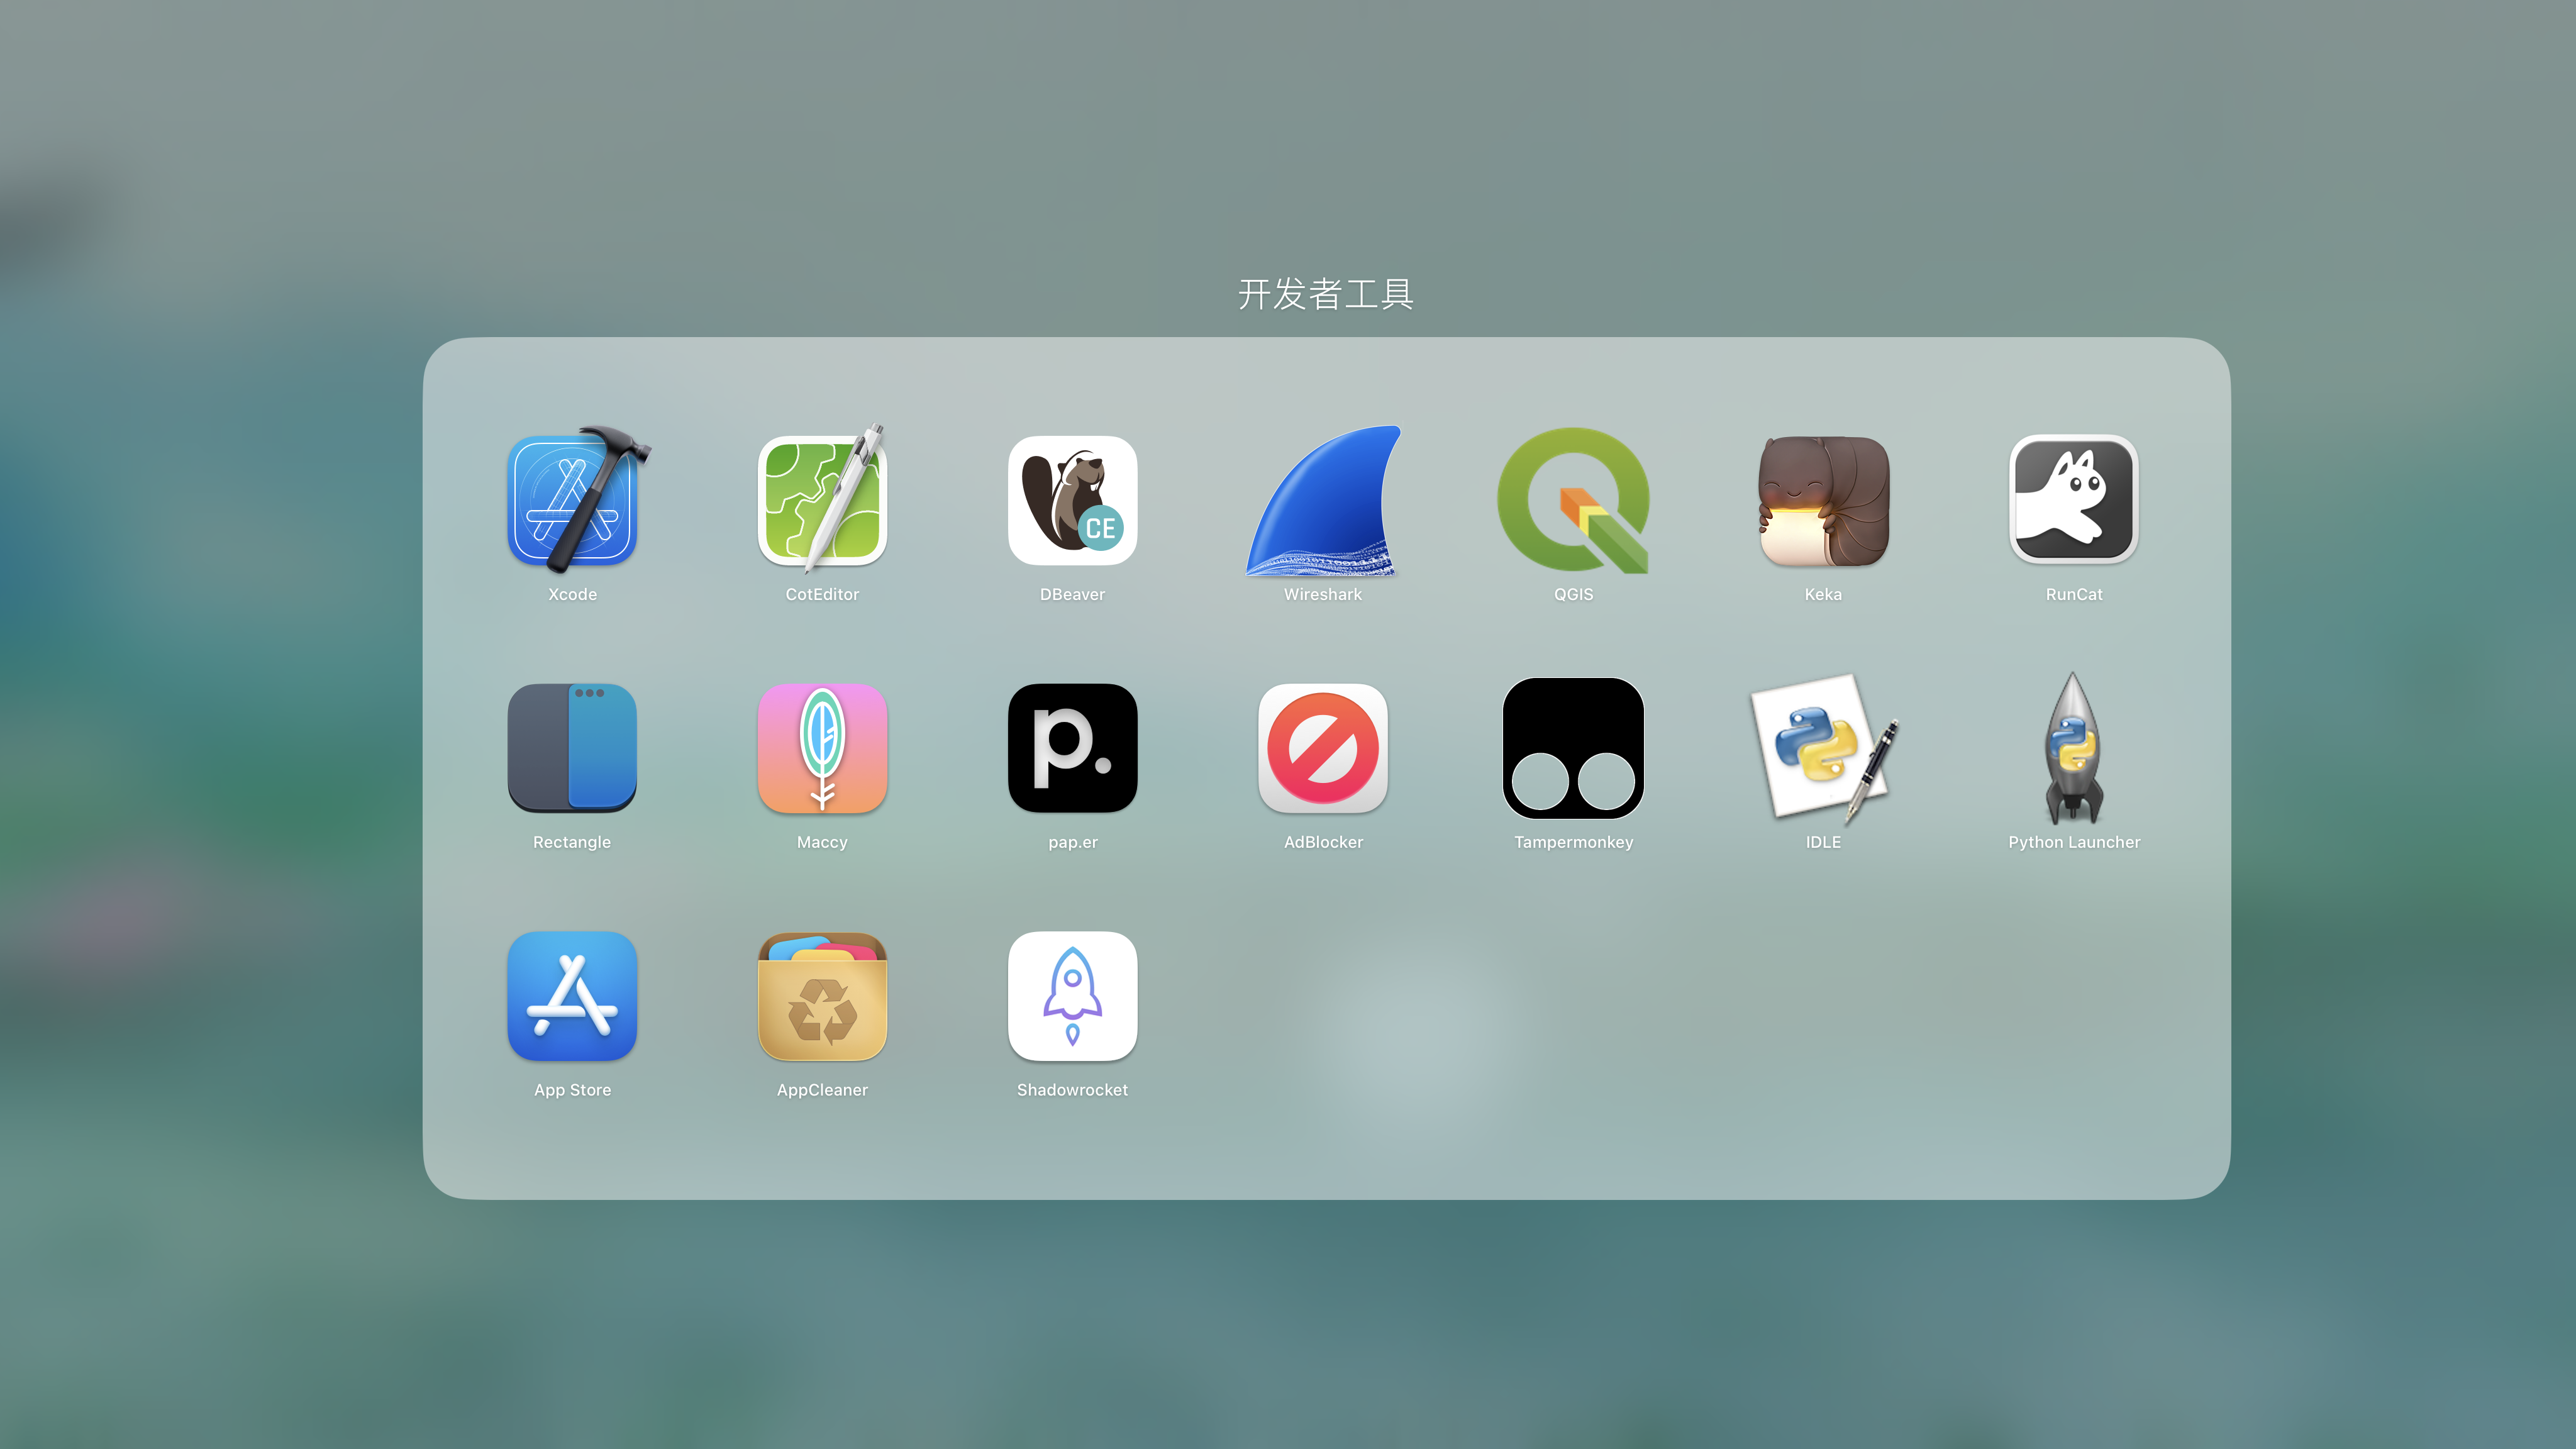 开发者工具
CE
Xcode
CotEditor
DBeaver
Wireshark
QGIS
Keka
RunCat
p.
Rectangle
Maccy
pap.er
AdBlocker
Tampermonkey
IDLE
Python Launcher
App Store
AppCleaner
Shadowrocket